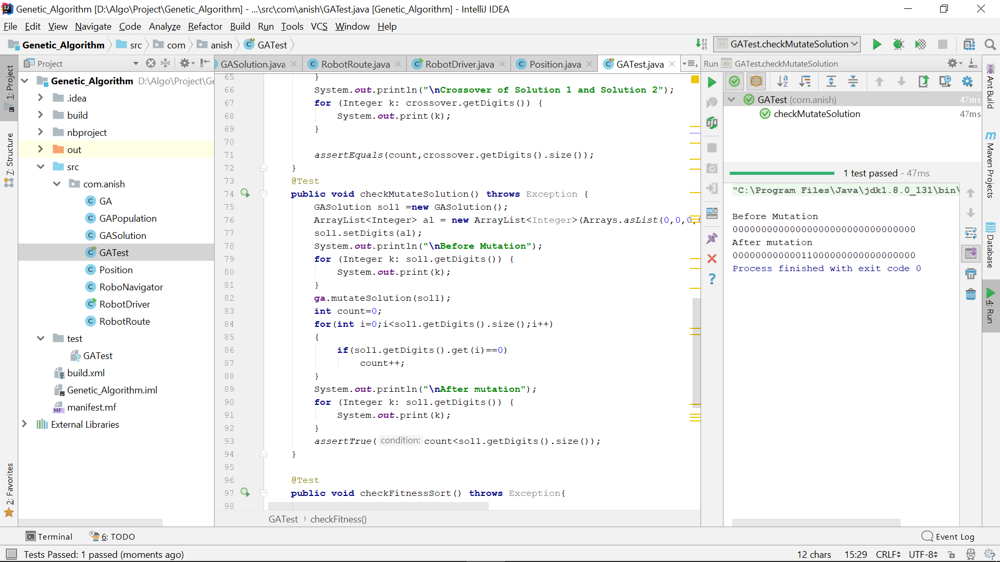 Genetic_Algorithm [D:\Algo\Project\Genetic_Algorithm] - ...\src\com\anish\GATest.java [Genetic_Algorithm] - IntelliJ IDEA
File Edit View Navigate Code Analyze Refactor Build Run Tools VCS Window Help
Genetic_Algorithm src com anish GATest
GATest.checkMutateSolution
1: Project
7: Structure
2: Favorites
Project
Genetic_Algorithm D:\Algo\Project\Ge
.idea
build
nbproject
out
src
com.anish
GA
GAPopulation
GASolution
GATest
Position
RoboNavigator
RobotDriver
RobotRoute
test
GATest
build.xml
Genetic_Algorithm.iml
manifest.mf
External Libraries
GASolution.java RobotRoute.java RobotDriver.java Position.java GATest.java
65 }
66 System.out.println("\nCrossover of Solution 1 and Solution 2");
67 for (Integer k: crossover.getDigits()) {
68 System.out.print(k);
69 }
70
71 assertEquals(count,crossover.getDigits().size());
72 }
73 @Test
74 public void checkMutateSolution() throws Exception {
75 GASolution sol1 =new GASolution();
76 ArrayList<Integer> al = new ArrayList<Integer>(Arrays.asList(0,0,0,
77 sol1.setDigits(al);
78 System.out.println("\nBefore Mutation");
79 for (Integer k: sol1.getDigits()) {
80 System.out.print(k);
81 }
82 ga.mutateSolution(sol1);
83 int count=0;
84 for(int i=0;i<sol1.getDigits().size();i++)
85 {
86 if(sol1.getDigits().get(i)==0)
87 count++;
88 }
89 System.out.println("\nAfter mutation");
90 for (Integer k: sol1.getDigits()) {
91 System.out.print(k);
92 }
93 assertTrue( condition: count<sol1.getDigits().size());
94 }
95
96 @Test
97 public void checkFitnessSort() throws Exception{
98
GATest › checkFitness()
Run GATest.checkMutateSolution
GATest (com.anish) 47ms
checkMutateSolution 47ms
1 test passed - 47ms
"C:\Program Files\Java\jdk1.8.0_131\bin\
Before Mutation
00000000000000000000000000000000
After mutation
00000000000011000000000000000000
Process finished with exit code 0
Ant Build
Maven Projects
Database
4: Run
Terminal 6: TODO Event Log
Tests Passed: 1 passed (moments ago) 12 chars 15:29 CRLF UTF-8